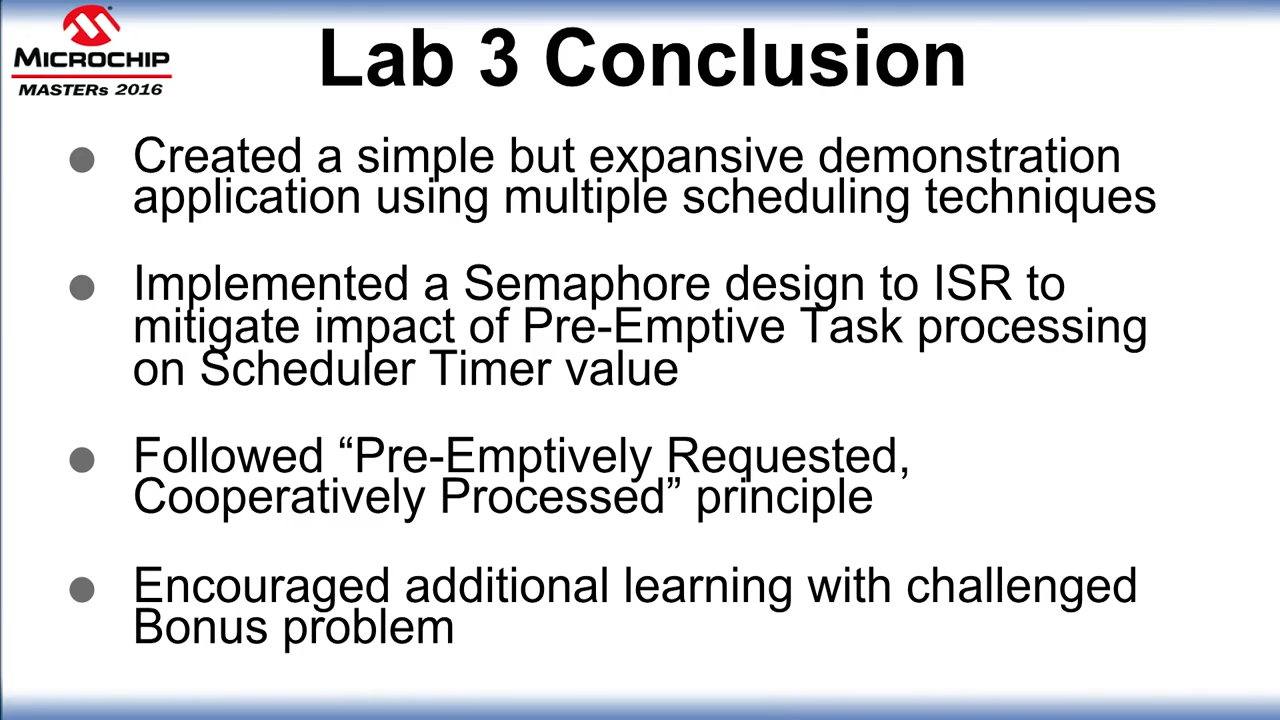 MICROCHIP
MASTERs 2016
Lab 3 Conclusion
Created a simple but expansive demonstration
application using multiple scheduling techniques
Implemented a Semaphore design to ISR to
mitigate impact of Pre-Emptive Task processing
on Scheduler Timer value
Followed “Pre-Emptively Requested,
Cooperatively Processed” principle
Encouraged additional learning with challenged
Bonus problem